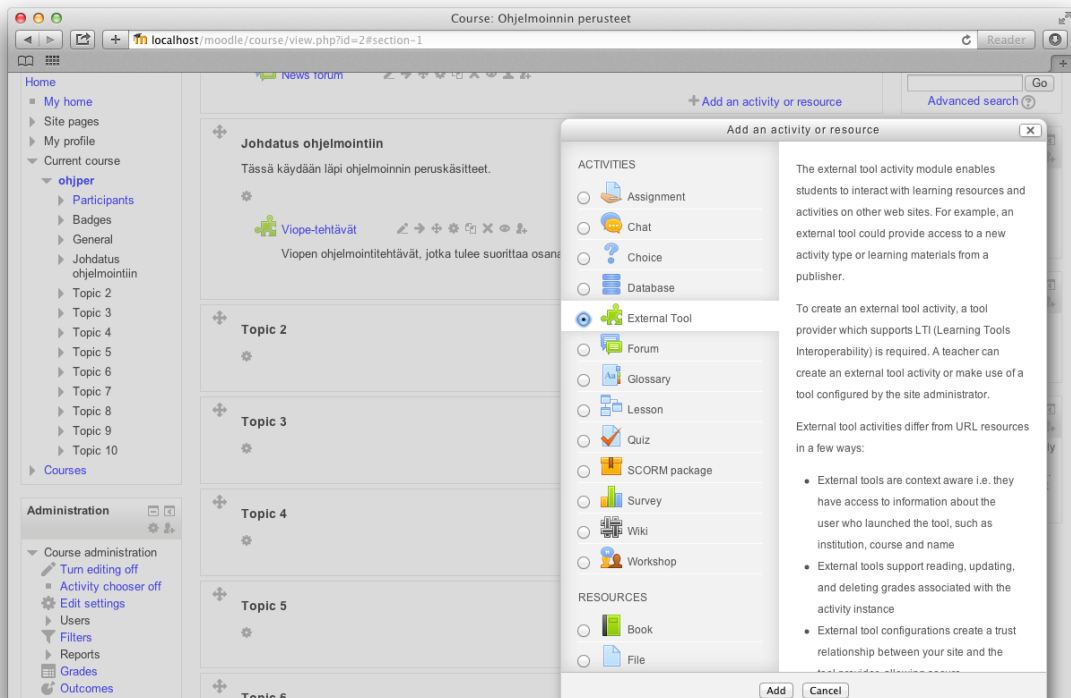 Course: Ohjelmoinnin perusteet
localhost/moodle/course/view.php?id=2#section-1
Reader
Home
My home
Site pages
My profile
Current course
ohjper
Participants
Badges
General
Johdatus
ohjelmointiin
Topic 2
Topic 3
Topic 4
Topic 5
Topic 6
Topic 7
Topic 8
Topic 9
Topic 10
Courses
Administration
Course administration
Turn editing off
Activity chooser off
Edit settings
Users
Filters
Reports
Grades
Outcomes
News forum
Add an activity or resource
Johdatus ohjelmointiin
Tässä käydään läpi ohjelmoinnin peruskäsitteet.
Viope-tehtävät
Viopen ohjelmointitehtävät, jotka tulee suorittaa osana
Topic 2
Topic 3
Topic 4
Topic 5
Topic 6
Go
Advanced search
Add an activity or resource
ACTIVITIES
Assignment
Chat
Choice
Database
External Tool
Forum
Glossary
Lesson
Quiz
SCORM package
Survey
Wiki
Workshop
RESOURCES
Book
File
The external tool activity module enables
students to interact with learning resources and
activities on other web sites. For example, an
external tool could provide access to a new
activity type or learning materials from a
publisher.
To create an external tool activity, a tool
provider which supports LTI (Learning Tools
Interoperability) is required. A teacher can
create an external tool activity or make use of a
tool configured by the site administrator.
External tool activities differ from URL resources
in a few ways:
External tools are context aware i.e. they
have access to information about the
user who launched the tool, such as
institution, course and name
External tools support reading, updating,
and deleting grades associated with the
activity instance
External tool configurations create a trust
relationship between your site and the
tool provider, allowing secure
Add
Cancel